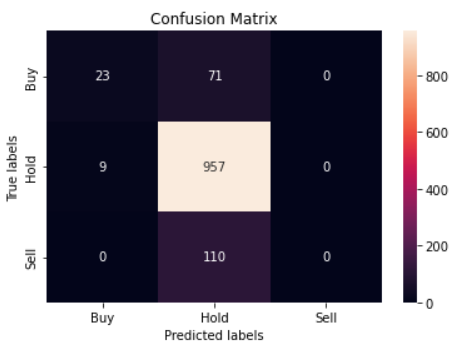 Confusion Matrix
Buy 23 71 0
Hold 9 957 0
Sell 0 110 0
Buy Hold Sell
True labels
Predicted labels
800
600
400
200
0